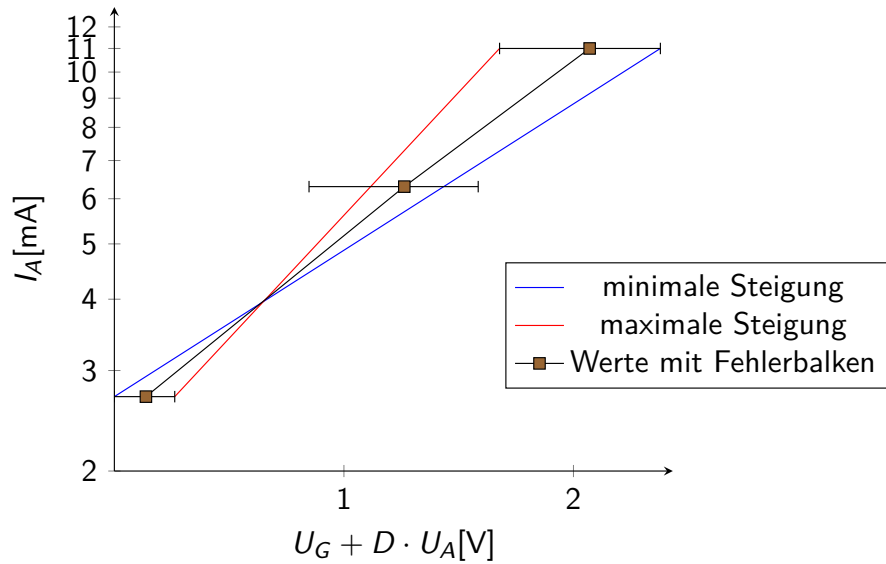 12
11
10
9
8
7
6
5
4
3
2
I_A[mA]
minimale Steigung
maximale Steigung
Werte mit Fehlerbalken
1 2
U_G + D · U_A[V]